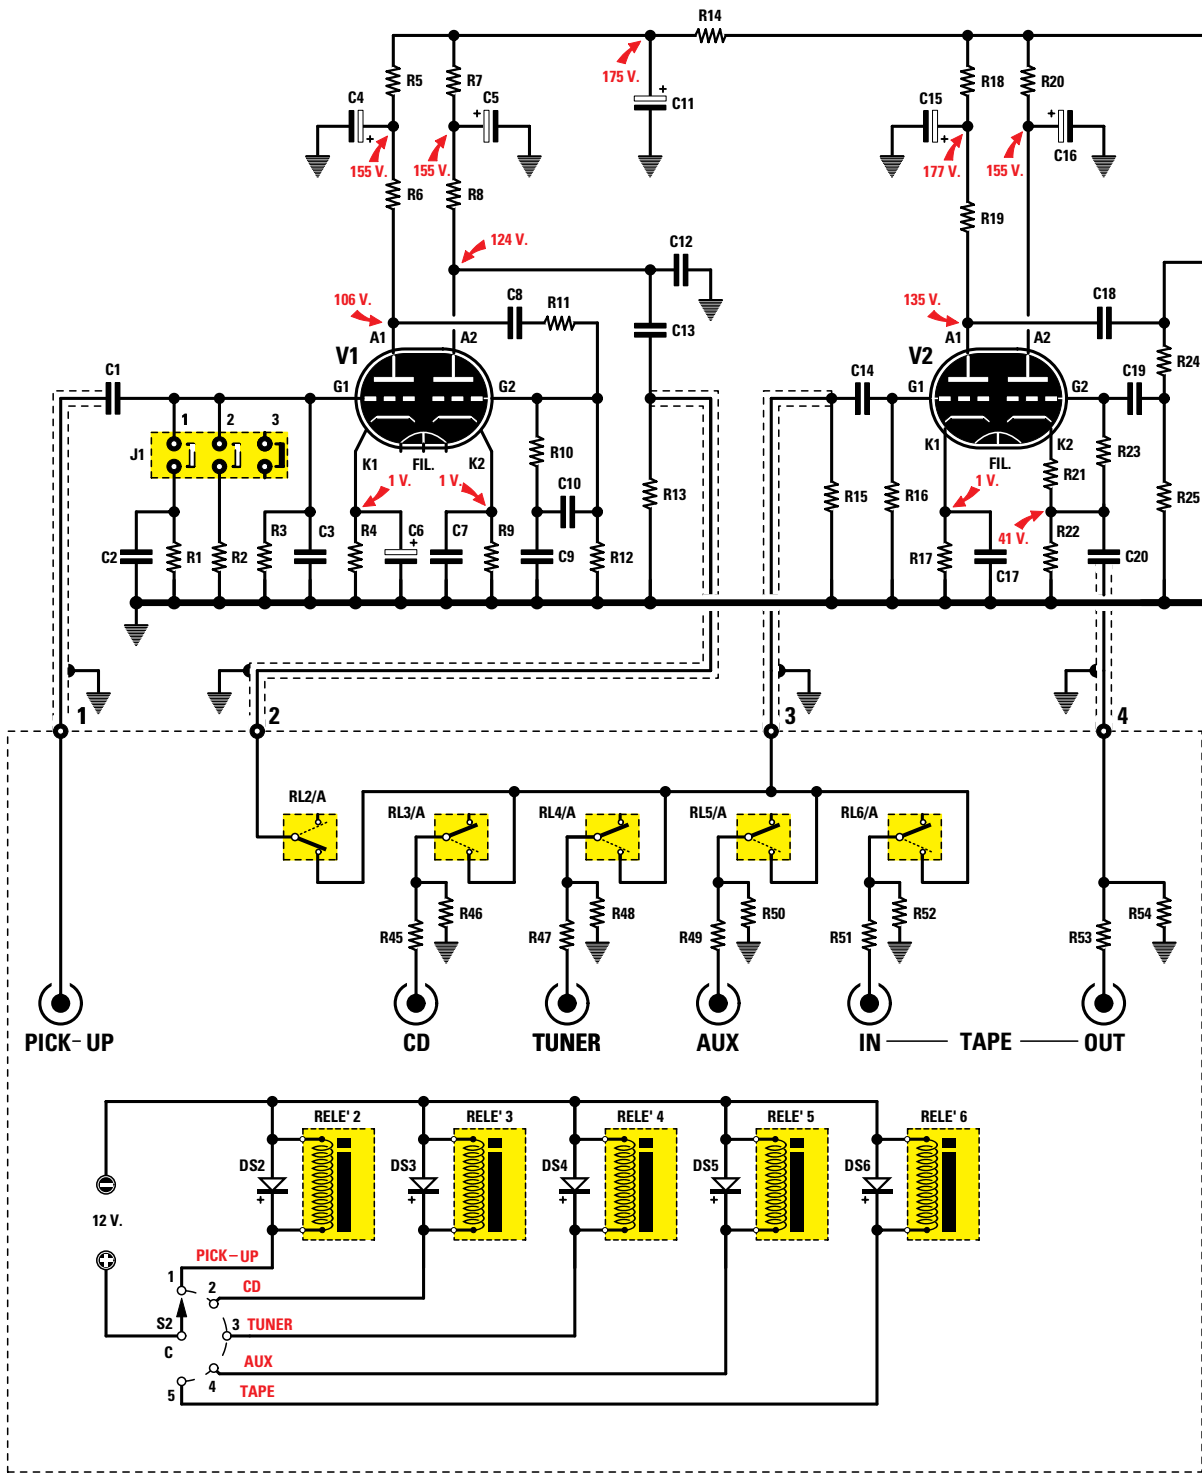 R14
R5
R7
175 V.
R18
R20
C4
C5
C11
C15
C16
155 V.
155 V.
177 V.
155 V.
R6
R8
R19
124 V.
C12
106 V.
C8
R11
C13
135 V.
C18
A1
A2
A1
A2
V1
V2
R24
C1
G1
G2
C14
G1
G2
C19
1
2
3
J1
K1
FIL.
K2
R10
K1
FIL.
K2
R23
R21
1 V.
1 V.
C10
R13
R15
R16
1 V.
R25
C2
R1
R2
R3
C3
R4
C6
+
C7
R9
C9
R12
R17
C17
41 V.
R22
C20
1
2
3
4
RL2/A
RL3/A
RL4/A
RL5/A
RL6/A
R46
R48
R50
R52
R54
R45
R47
R49
R51
R53
PICK-UP
CD
TUNER
AUX
IN
TAPE
OUT
RELE' 2
RELE' 3
RELE' 4
RELE' 5
RELE' 6
DS2
DS3
DS4
DS5
DS6
+
+
+
+
+
12 V.
PICK-UP
1
2
CD
S2
3
TUNER
C
AUX
4
5
TAPE